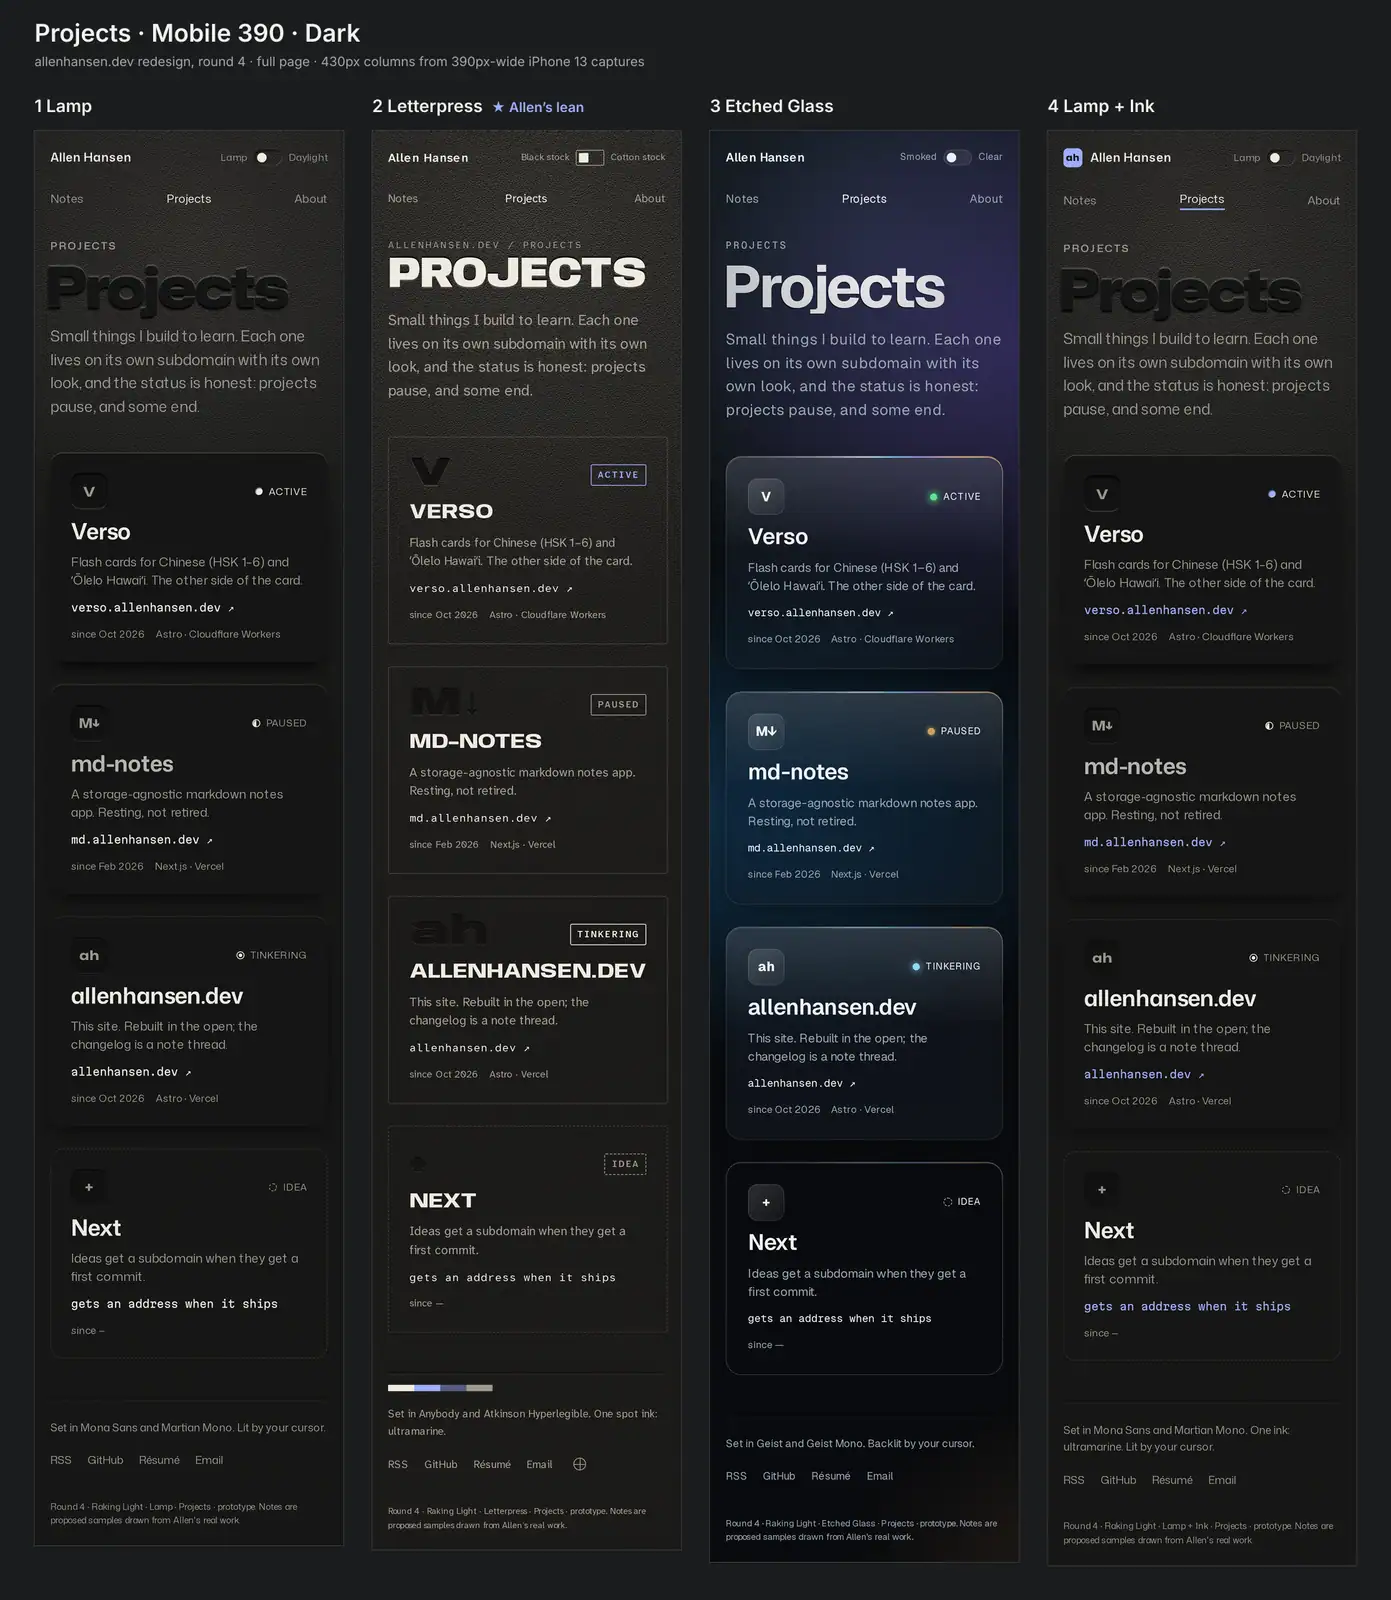 Projects · Mobile 390 · Dark
allenhansen.dev redesign, round 4 · full page · 430px columns from 390px-wide iPhone 13 captures
1 Lamp
Allen Hansen
Lamp Daylight
Notes Projects About
PROJECTS
Projects
Small things I build to learn. Each one
lives on its own subdomain with its own
look, and the status is honest: projects
pause, and some end.
V
ACTIVE
Verso
Flash cards for Chinese (HSK 1–6) and
ʻŌlelo Hawaiʻi. The other side of the card.
verso.allenhansen.dev ↗
since Oct 2026 Astro · Cloudflare Workers
M↓
PAUSED
md-notes
A storage-agnostic markdown notes
app. Resting, not retired.
md.allenhansen.dev ↗
since Feb 2026 Next.js · Vercel
ah
TINKERING
allenhansen.dev
This site. Rebuilt in the open; the
changelog is a note thread.
allenhansen.dev ↗
since Oct 2026 Astro · Vercel
+
IDEA
Next
Ideas get a subdomain when they get a
first commit.
gets an address when it ships
since —
Set in Mona Sans and Martian Mono. Lit by your cursor.
RSS GitHub Résumé Email
Round 4 · Raking Light · Lamp · Projects · prototype. Notes are
proposed samples drawn from Allen's real work.
2 Letterpress ★ Allen's lean
Allen Hansen
Black stock Cotton stock
Notes Projects About
ALLENHANSEN.DEV / PROJECTS
PROJECTS
Small things I build to learn. Each one
lives on its own subdomain with its own
look, and the status is honest: projects
pause, and some end.
V
ACTIVE
VERSO
Flash cards for Chinese (HSK 1–6) and
ʻŌlelo Hawaiʻi. The other side of the card.
verso.allenhansen.dev ↗
since Oct 2026 Astro · Cloudflare Workers
M↓
PAUSED
MD-NOTES
A storage-agnostic markdown notes app.
Resting, not retired.
md.allenhansen.dev ↗
since Feb 2026 Next.js · Vercel
ah
TINKERING
ALLENHANSEN.DEV
This site. Rebuilt in the open; the
changelog is a note thread.
allenhansen.dev ↗
since Oct 2026 Astro · Vercel
+
IDEA
NEXT
Ideas get a subdomain when they get a
first commit.
gets an address when it ships
since —
Set in Anybody and Atkinson Hyperlegible. One spot ink:
ultramarine.
RSS GitHub Résumé Email
Round 4 · Raking Light · Letterpress · Projects · prototype. Notes are
proposed samples drawn from Allen's real work.
3 Etched Glass
Allen Hansen
Smoked Clear
Notes Projects About
PROJECTS
Projects
Small things I build to learn. Each one
lives on its own subdomain with its
own look, and the status is honest:
projects pause, and some end.
V
ACTIVE
Verso
Flash cards for Chinese (HSK 1–6) and
ʻŌlelo Hawaiʻi. The other side of the card.
verso.allenhansen.dev ↗
since Oct 2026 Astro · Cloudflare Workers
M↓
PAUSED
md-notes
A storage-agnostic markdown notes app.
Resting, not retired.
md.allenhansen.dev ↗
since Feb 2026 Next.js · Vercel
ah
TINKERING
allenhansen.dev
This site. Rebuilt in the open; the
changelog is a note thread.
allenhansen.dev ↗
since Oct 2026 Astro · Vercel
+
IDEA
Next
Ideas get a subdomain when they get a
first commit.
gets an address when it ships
since —
Set in Geist and Geist Mono. Backlit by your cursor.
RSS GitHub Résumé Email
Round 4 · Raking Light · Etched Glass · Projects · prototype. Notes are
proposed samples drawn from Allen's real work.
4 Lamp + Ink
ah Allen Hansen
Lamp Daylight
Notes Projects About
PROJECTS
Projects
Small things I build to learn. Each one
lives on its own subdomain with its own
look, and the status is honest: projects
pause, and some end.
V
ACTIVE
Verso
Flash cards for Chinese (HSK 1–6) and
ʻŌlelo Hawaiʻi. The other side of the card.
verso.allenhansen.dev ↗
since Oct 2026 Astro · Cloudflare Workers
M↓
PAUSED
md-notes
A storage-agnostic markdown notes
app. Resting, not retired.
md.allenhansen.dev ↗
since Feb 2026 Next.js · Vercel
ah
TINKERING
allenhansen.dev
This site. Rebuilt in the open; the
changelog is a note thread.
allenhansen.dev ↗
since Oct 2026 Astro · Vercel
+
IDEA
Next
Ideas get a subdomain when they get a
first commit.
gets an address when it ships
since —
Set in Mona Sans and Martian Mono. One ink:
ultramarine. Lit by your cursor.
RSS GitHub Résumé Email
Round 4 · Raking Light · Lamp + Ink · Projects · prototype. Notes are
proposed samples drawn from Allen's real work.